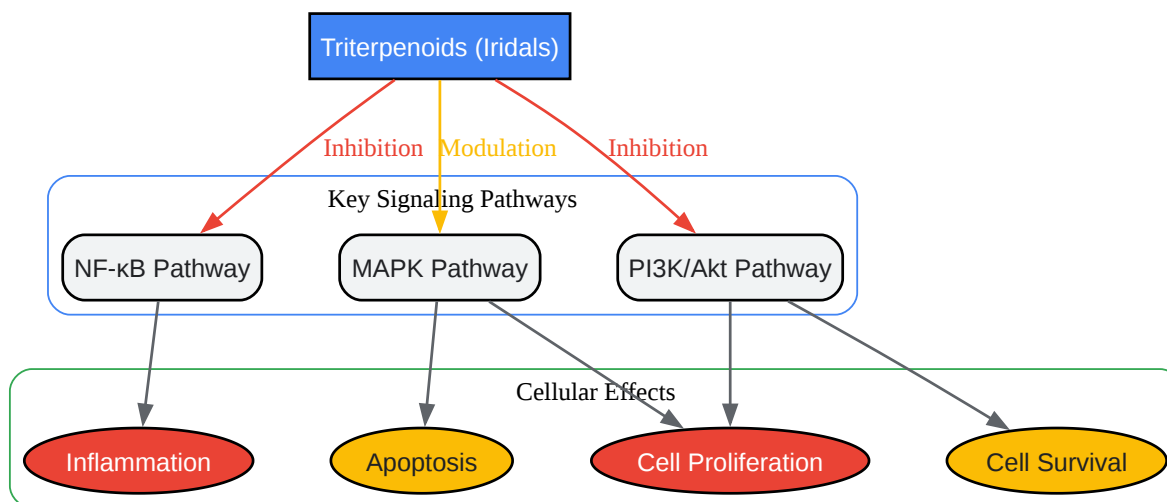 Triterpenoids (Iridals)
Inhibition
Modulation
Inhibition
Key Signaling Pathways
NF-κB Pathway
MAPK Pathway
PI3K/Akt Pathway
Cellular Effects
Inflammation
Apoptosis
Cell Proliferation
Cell Survival